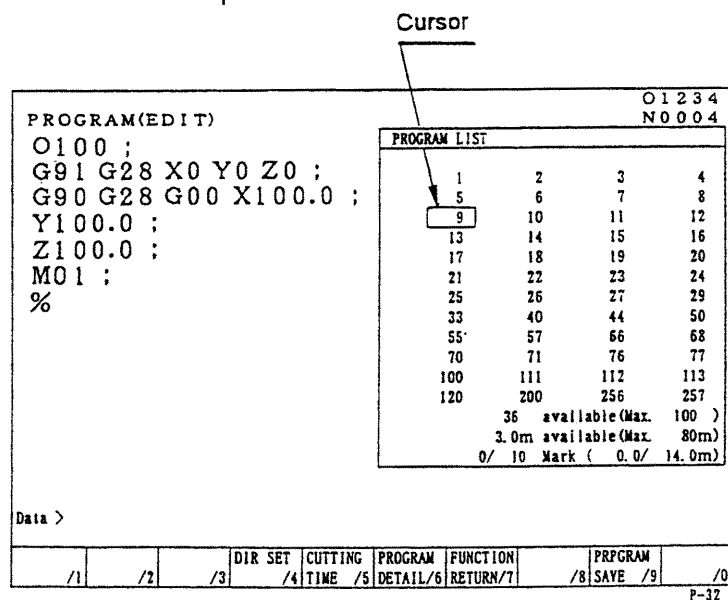 Cursor
O1234
PROGRAM(EDIT) N0004
O100 ;
G91 G28 X0 Y0 Z0 ;
G90 G28 G00 X100.0 ;
Y100.0 ;
Z100.0 ;
M01 ;
%
PROGRAM LIST
1 2 3 4
5 6 7 8
9 10 11 12
13 14 15 16
17 18 19 20
21 22 23 24
25 26 27 29
33 40 44 50
55 57 66 68
70 71 76 77
100 111 112 113
120 200 256 257
36 available(Max. 100 )
3.0m available(Max. 80m)
0/ 10 Mark ( 0.0/ 14.0m)
Data >
DIR SET CUTTING PROGRAM FUNCTION PRPGRAM
/1 /2 /3 /4 TIME /5 DETAIL/6 RETURN/7 /8 SAVE /9 /0
P-32